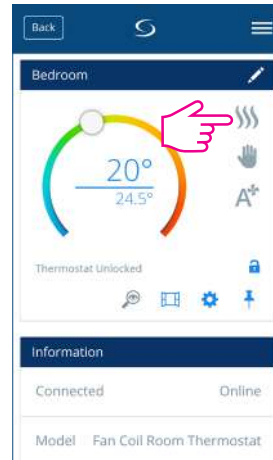 Back
Bedroom
20°
24.5°
A
Thermostat Unlocked
Information
Connected Online
Model Fan Coil Room Thermostat